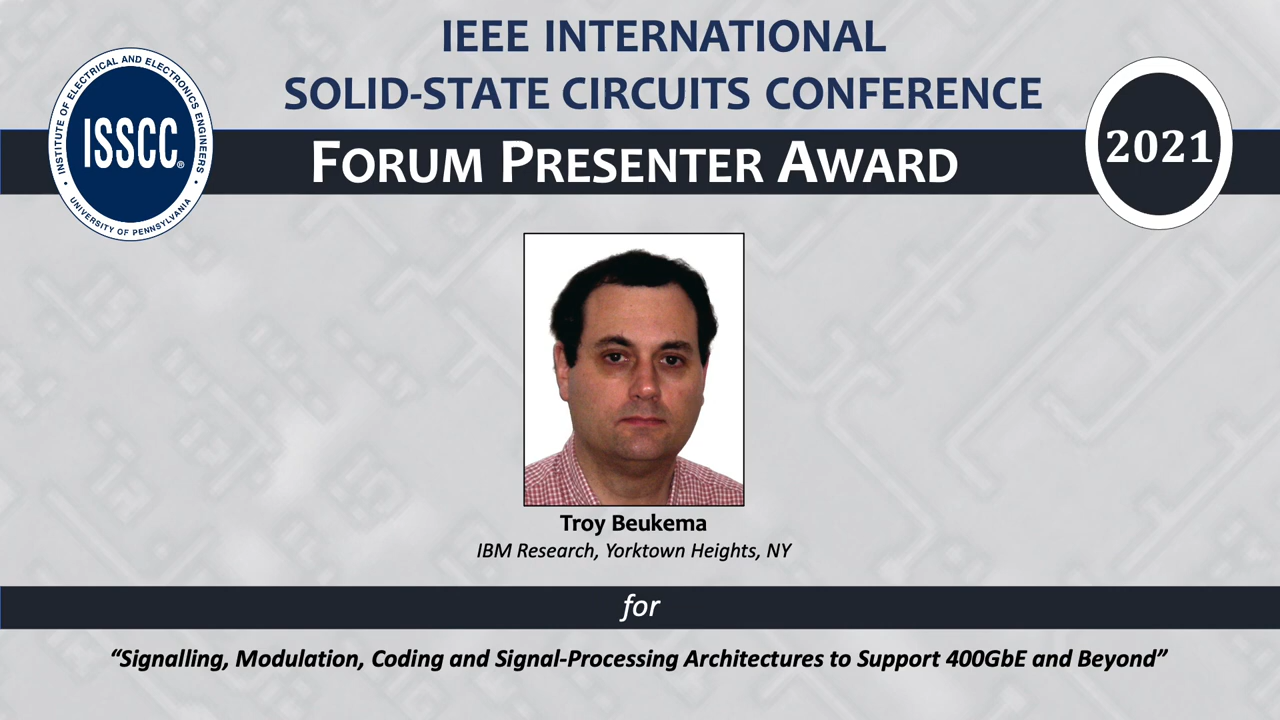 IEEE INTERNATIONAL
SOLID-STATE CIRCUITS CONFERENCE
INSTITUTE OF ELECTRICAL AND ELECTRONICS ENGINEERS
ISSCC®
• UNIVERSITY OF PENNSYLVANIA •
FORUM PRESENTER AWARD
2021
Troy Beukema
IBM Research, Yorktown Heights, NY
for
“Signalling, Modulation, Coding and Signal-Processing Architectures to Support 400GbE and Beyond”